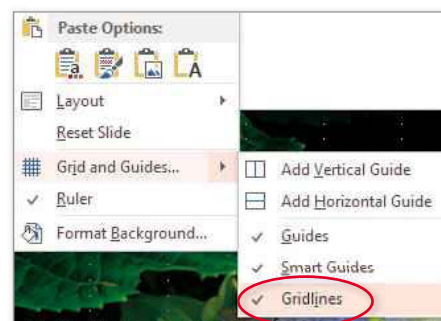 Paste Options:
Layout
Reset Slide
Grid and Guides...
Ruler
Format Background...
Add Vertical Guide
Add Horizontal Guide
Guides
Smart Guides
Gridlines